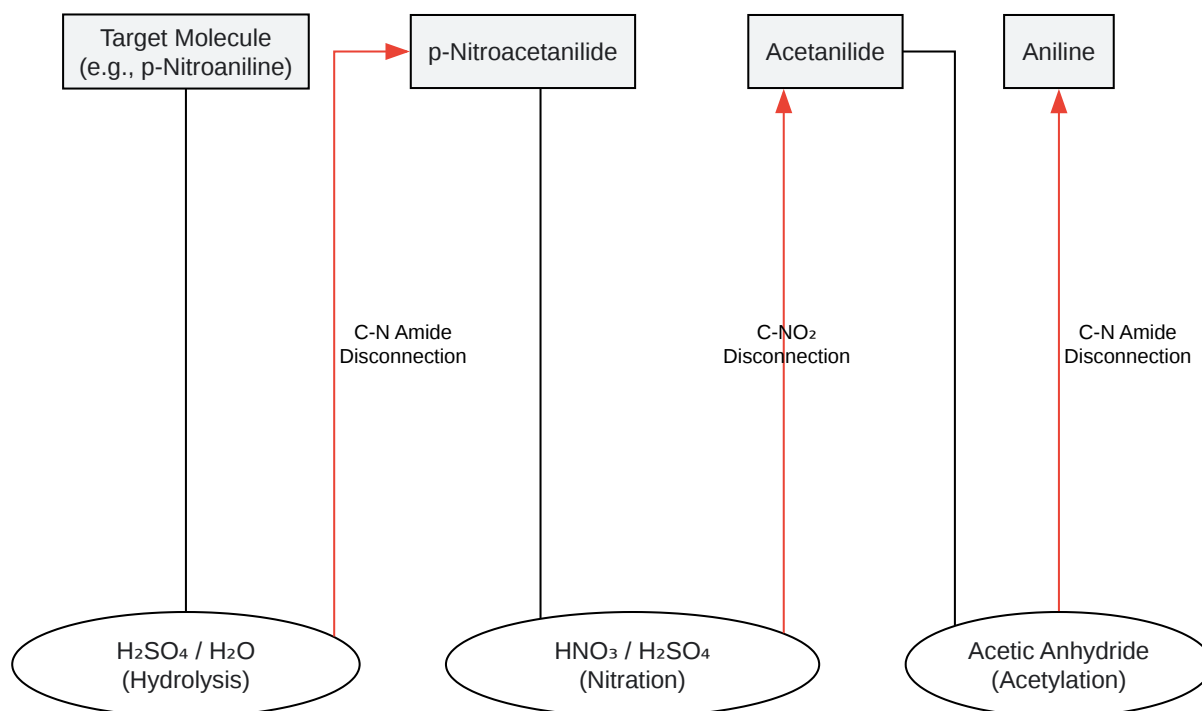 Target Molecule
(e.g., p-Nitroaniline)
p-Nitroacetanilide
Acetanilide
Aniline
C-N Amide
Disconnection
C-NO₂
Disconnection
C-N Amide
Disconnection
H₂SO₄ / H₂O
(Hydrolysis)
HNO₃ / H₂SO₄
(Nitration)
Acetic Anhydride
(Acetylation)